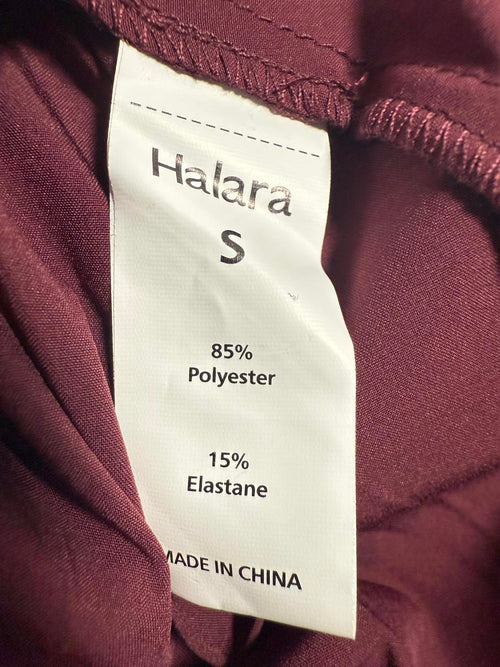 Halara
S
85%
Polyester
15%
Elastane
MADE IN CHINA